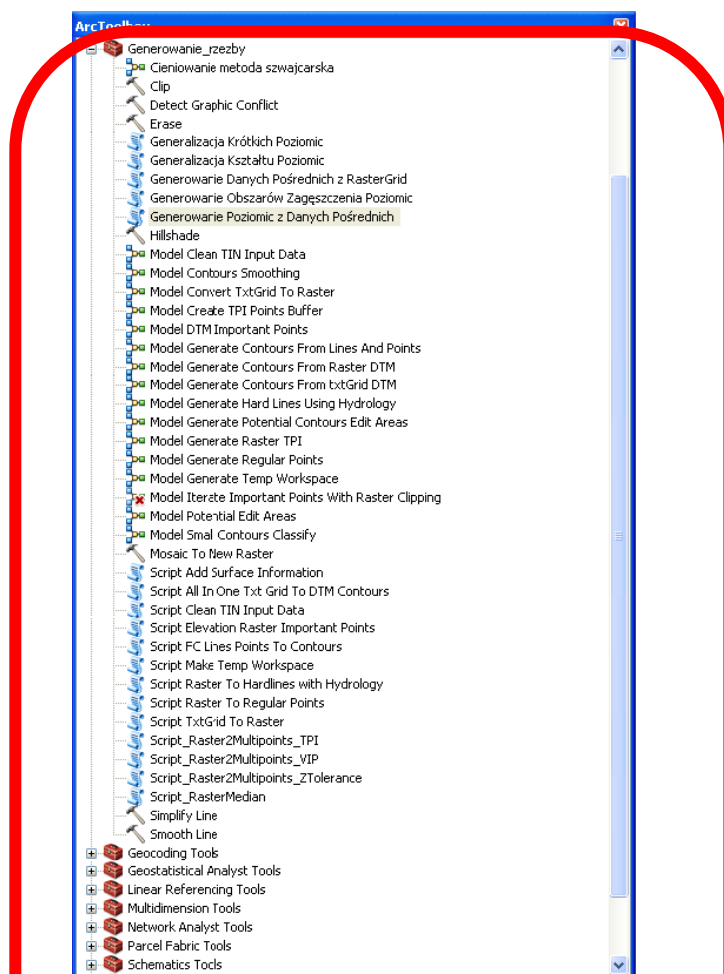 ArcToolbox
Generowanie_rzezby
Cieniowanie metoda szwajcarska
Clip
Detect Graphic Conflict
Erase
Generalizacja Krótkich Poziomic
Generalizacja Kształtu Poziomic
Generowanie Danych Pośrednich z RasterGrid
Generowanie Obszarów Zagęszczenia Poziomic
Generowanie Poziomic z Danych Pośrednich
Hillshade
Model Clean TIN Input Data
Model Contours Smoothing
Model Convert TxtGrid To Raster
Model Create TPI Points Buffer
Model DTM Important Points
Model Generate Contours From Lines And Points
Model Generate Contours From Raster DTM
Model Generate Contours From txtGrid DTM
Model Generate Hard Lines Using Hydrology
Model Generate Potential Contours Edit Areas
Model Generate Raster TPI
Model Generate Regular Points
Model Generate Temp Workspace
Model Iterate Important Points With Raster Clipping
Model Potential Edit Areas
Model Small Contours Classify
Mosaic To New Raster
Script Add Surface Information
Script All In One Txt Grid To DTM Contours
Script Clean TIN Input Data
Script Elevation Raster Important Points
Script FC Lines Points To Contours
Script Make Temp Workspace
Script Raster To Hardlines with Hydrology
Script Raster To Regular Points
Script TxtGrid To Raster
Script_Raster2Multipoints_TPI
Script_Raster2Multipoints_VIP
Script_Raster2Multipoints_ZTolerance
Script_RasterMedian
Simplify Line
Smooth Line
Geocoding Tools
Geostatistical Analyst Tools
Linear Referencing Tools
Multidimension Tools
Network Analyst Tools
Parcel Fabric Tools
Schematics Tools